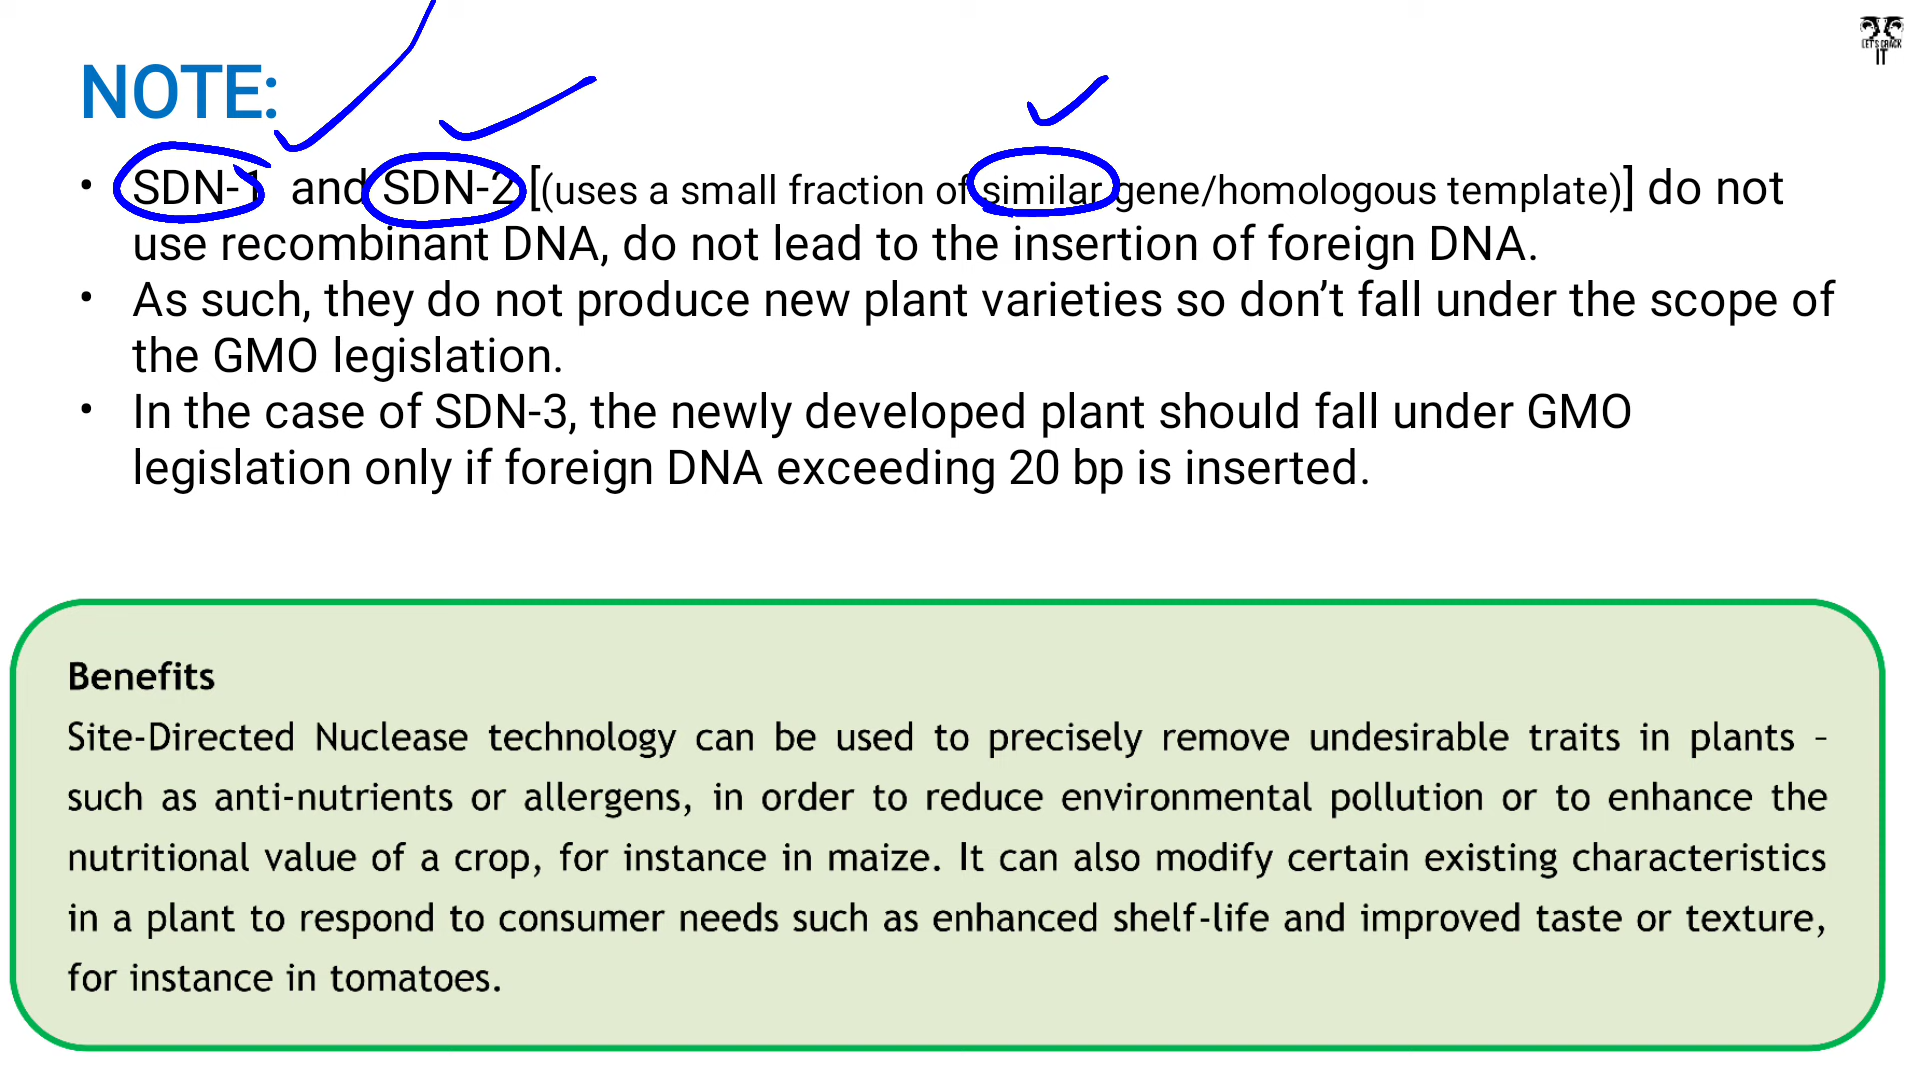 LET'S CRACK
IT
NOTE:
• SDN-1 and SDN-2 [(uses a small fraction of similar gene/homologous template)] do not
use recombinant DNA, do not lead to the insertion of foreign DNA.
• As such, they do not produce new plant varieties so don’t fall under the scope of
the GMO legislation.
• In the case of SDN-3, the newly developed plant should fall under GMO
legislation only if foreign DNA exceeding 20 bp is inserted.
Benefits
Site-Directed Nuclease technology can be used to precisely remove undesirable traits in plants –
such as anti-nutrients or allergens, in order to reduce environmental pollution or to enhance the
nutritional value of a crop, for instance in maize. It can also modify certain existing characteristics
in a plant to respond to consumer needs such as enhanced shelf-life and improved taste or texture,
for instance in tomatoes.